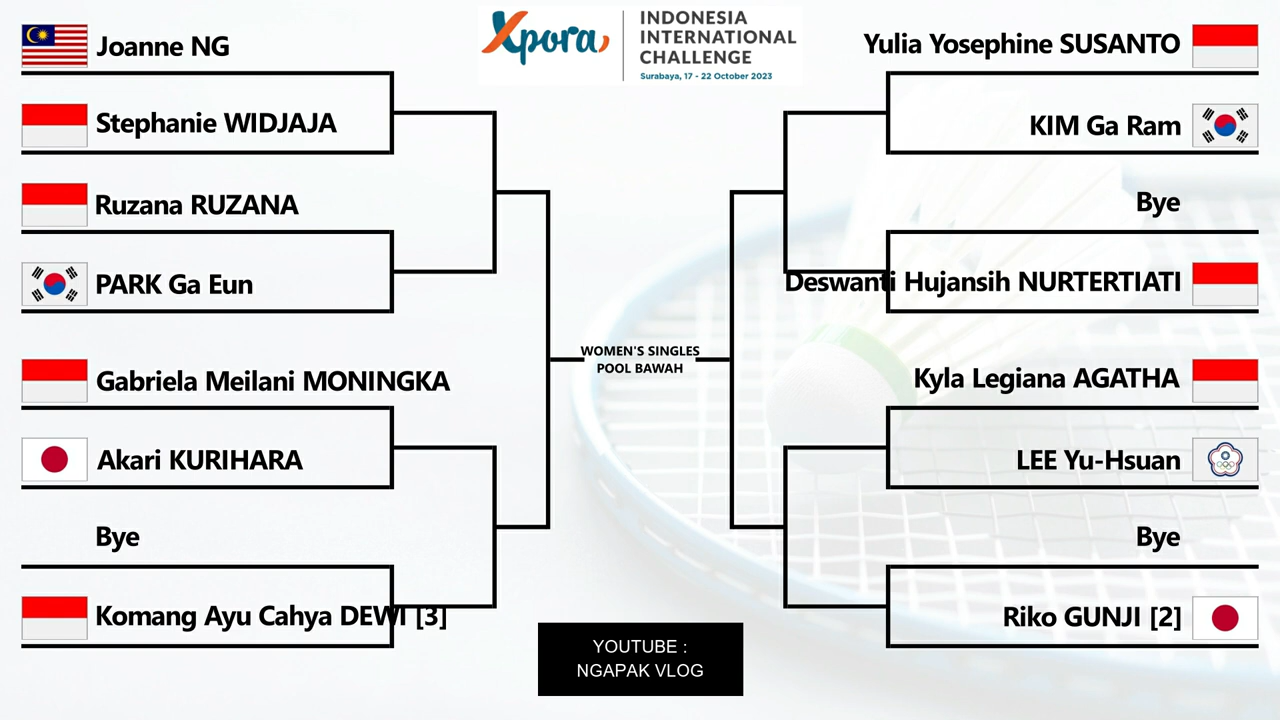 Xpora
INDONESIA
INTERNATIONAL
CHALLENGE
Surabaya, 17 - 22 October 2023
Joanne NG
Stephanie WIDJAJA
Ruzana RUZANA
PARK Ga Eun
Gabriela Meilani MONINGKA
Akari KURIHARA
Bye
Komang Ayu Cahya DEWI [3]
WOMEN'S SINGLES
POOL BAWAH
Yulia Yosephine SUSANTO
KIM Ga Ram
Bye
Deswanti Hujansih NURTERTIATI
Kyla Legiana AGATHA
LEE Yu-Hsuan
Bye
Riko GUNJI [2]
YOUTUBE :
NGAPAK VLOG